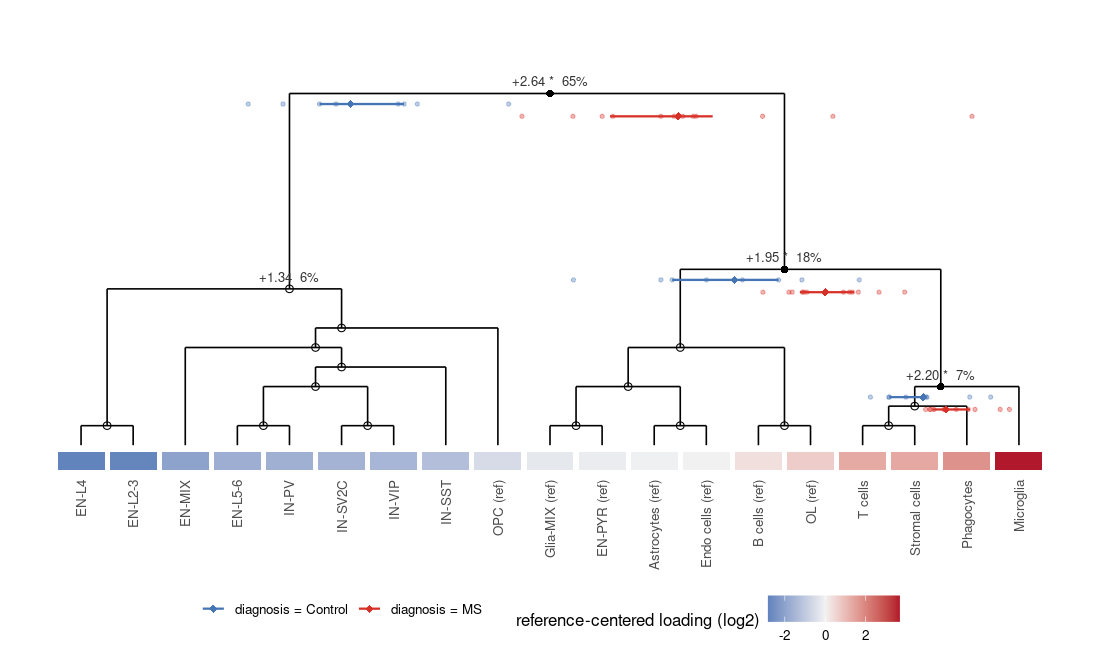 +2.64 * 65%
+1.95 * 18%
+1.34 6%
+2.20 * 7%
EN-L4
EN-L2-3
EN-MIX
EN-L5-6
IN-PV
IN-SV2C
IN-VIP
IN-SST
OPC (ref)
Glia-MIX (ref)
EN-PYR (ref)
Astrocytes (ref)
Endo cells (ref)
B cells (ref)
OL (ref)
T cells
Stromal cells
Phagocytes
Microglia
diagnosis = Control diagnosis = MS
reference-centered loading (log2)
-2 0 2